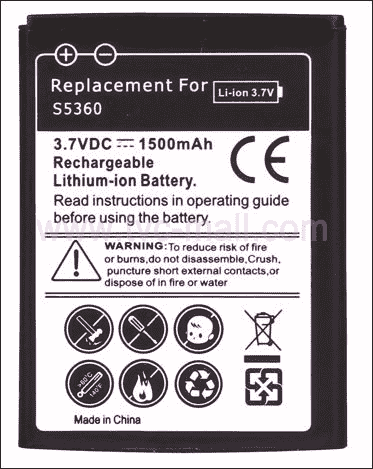 Replacement For
S5360
Li-ion 3.7V
3.7VDC 1500mAh
Rechargeable
Lithium-ion Battery.
Read instructions in operating guide
before using the battery.
WARNING:To reduce risk of fire
or burns,do not disassemble,Crush,
puncture short external contacts,or
dispose of in fire or water
>60°C
140°F
Made in China